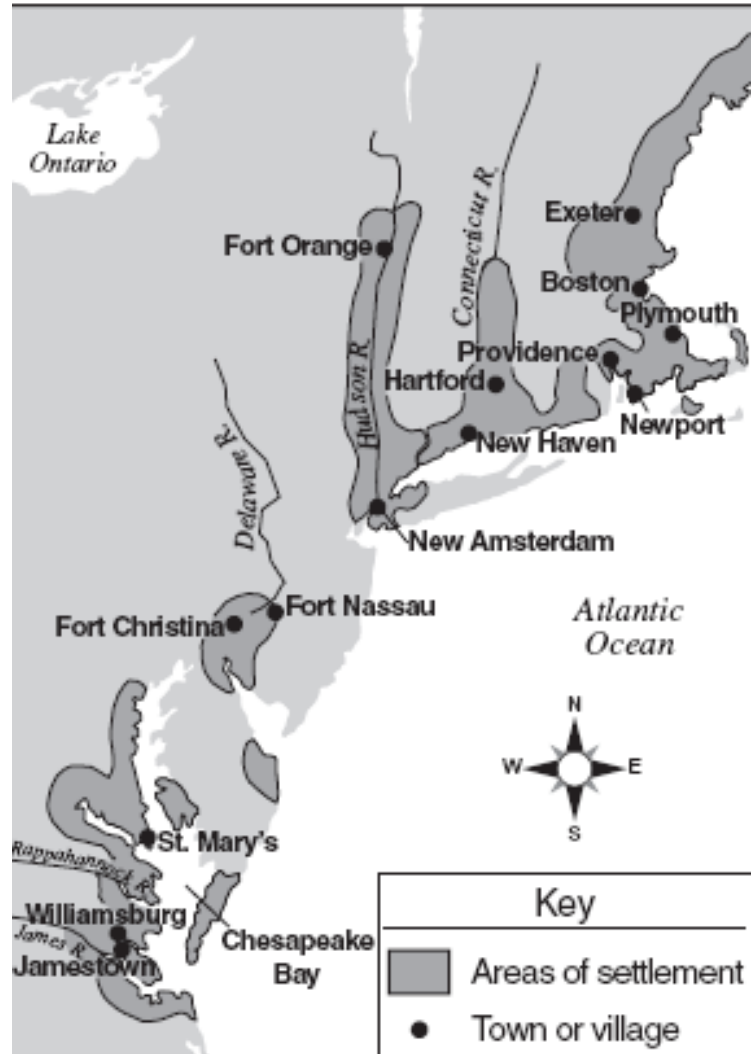 Lake
Ontario
Exeter
Fort Orange
Connecticut R.
Boston
Plymouth
Providence
Hudson R.
Hartford
Newport
New Haven
Delaware R.
New Amsterdam
Fort Nassau
Fort Christina
Atlantic
Ocean
N
W
E
S
St. Mary's
Rappahannock R.
Williamsburg
James R.
Jamestown
Chesapeake
Bay
Key
Areas of settlement
Town or village